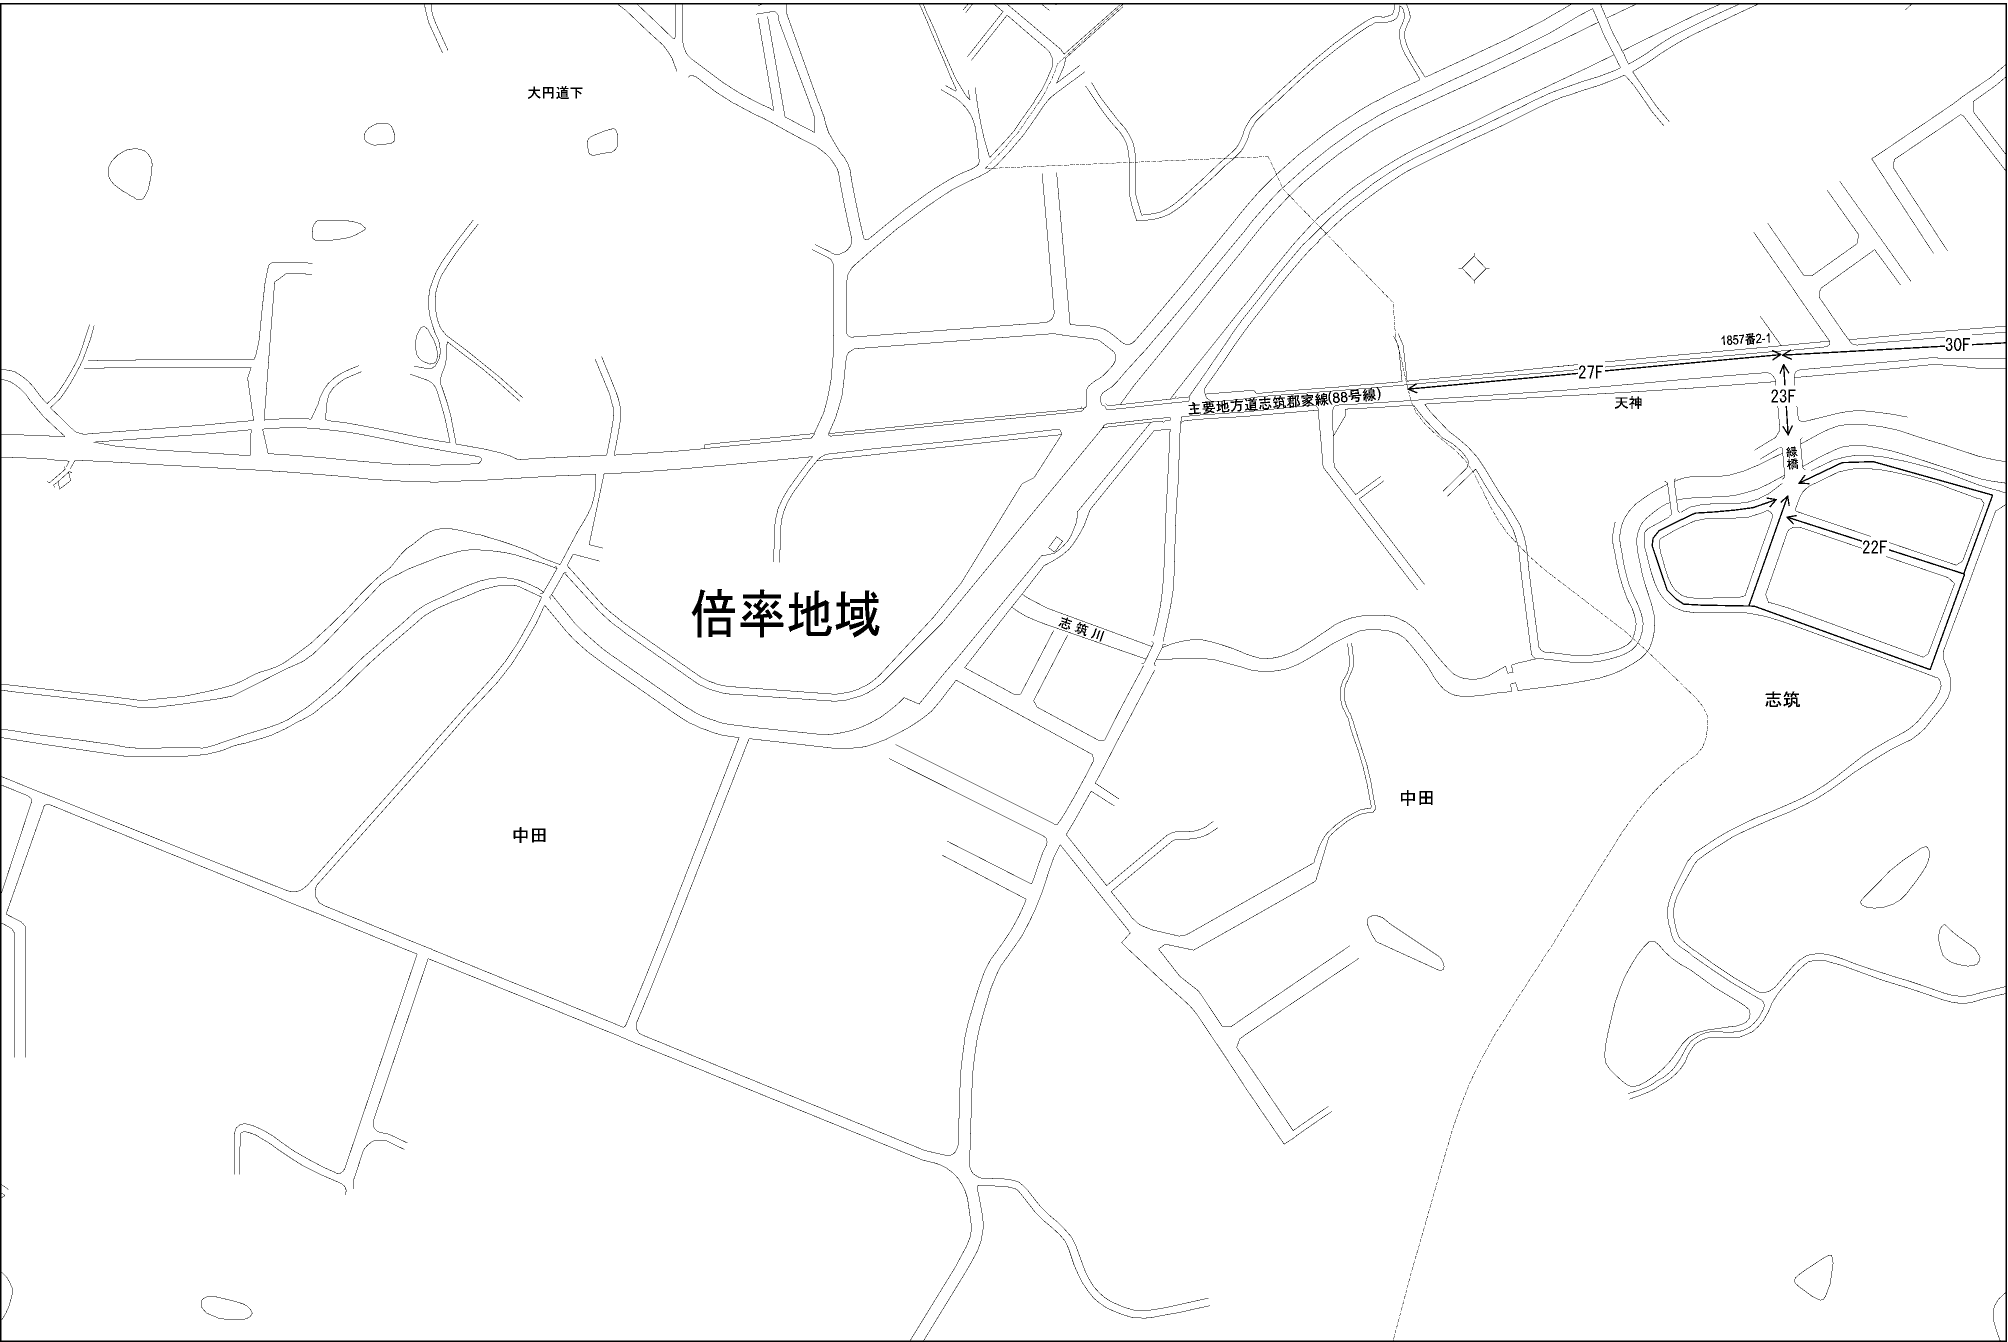 大円道下
1857番2-1
30F
27F
23F
主要地方道志筑郡家線(88号線)
天神
緑橋
22F
倍率地域
志筑川
志筑
中田
中田